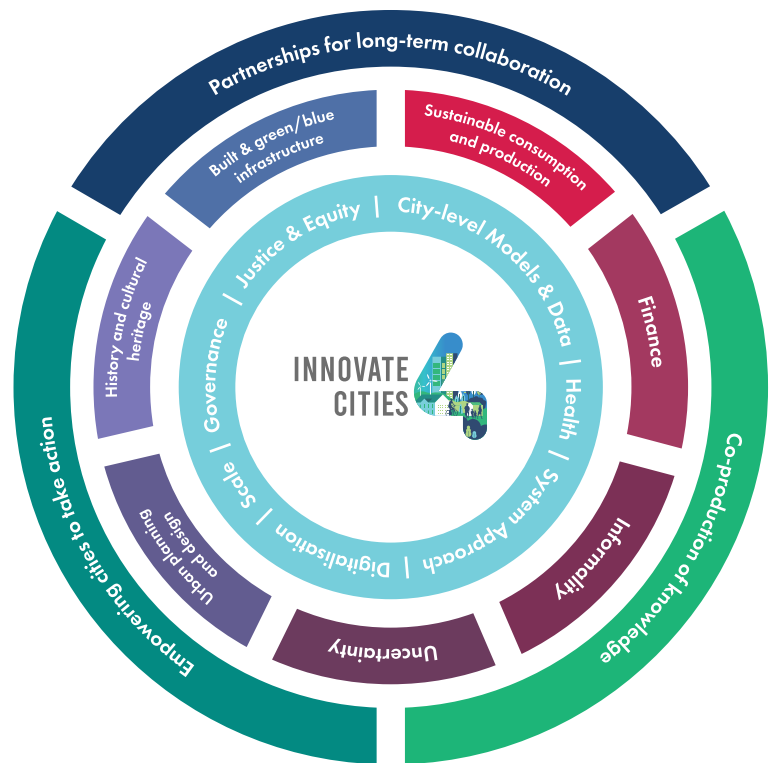 Partnerships for long-term collaboration
Co-production of knowledge
Empowering cities to take action
Built & green/blue
infrastructure
Sustainable consumption
and production
Finance
Informality
Uncertainty
Urban planning
and design
History and cultural
heritage
Justice & Equity | City-level Models & Data | Health | System Approach | Digitalisation | Scale | Governance |
INNOVATE
CITIES
4